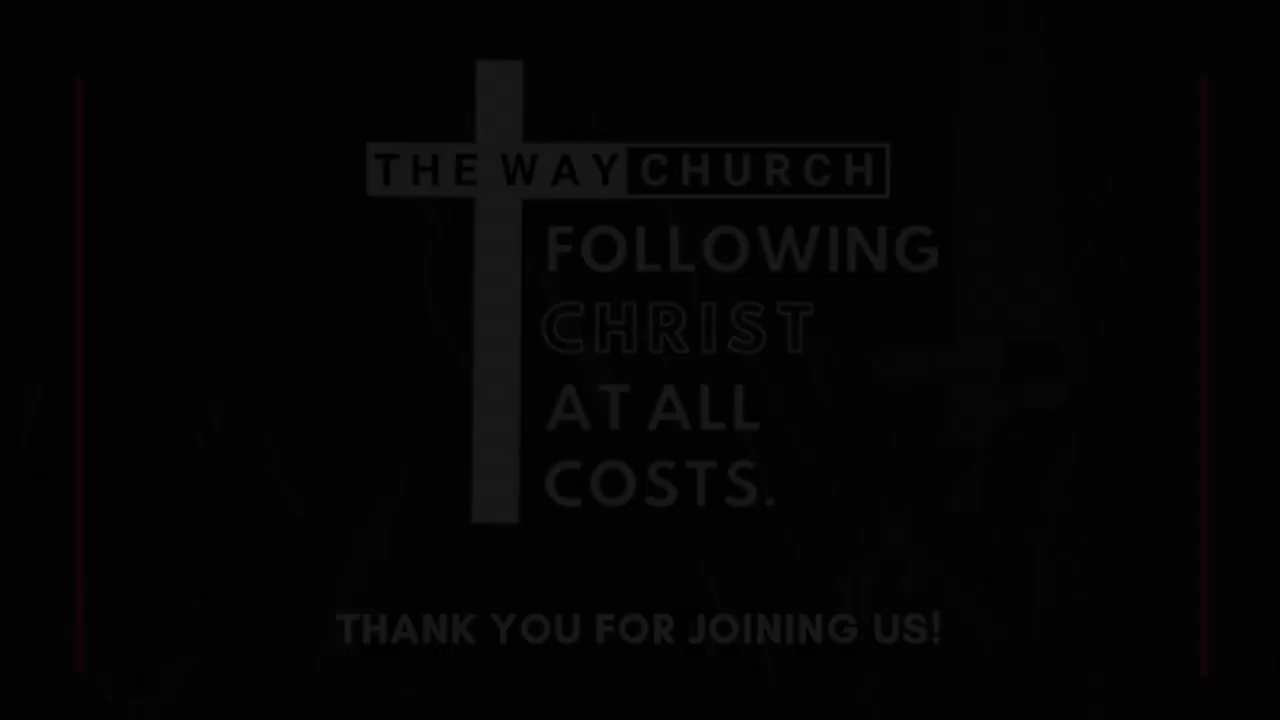 THE WAY CHURCH
FOLLOWING
CHRIST
AT ALL
COSTS.
THANK YOU FOR JOINING US!